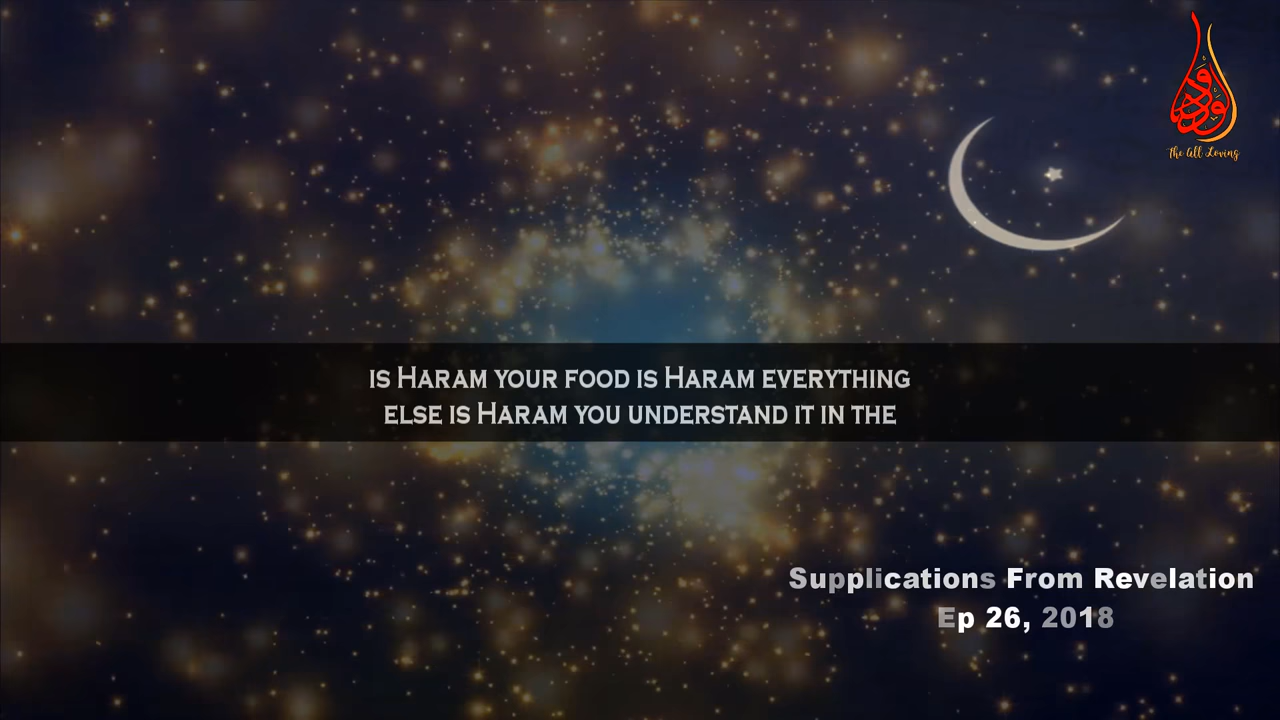 الودود
The All Loving
is Haram your food is Haram everything
else is Haram you understand it in the
Supplications From Revelation
Ep 26, 2018